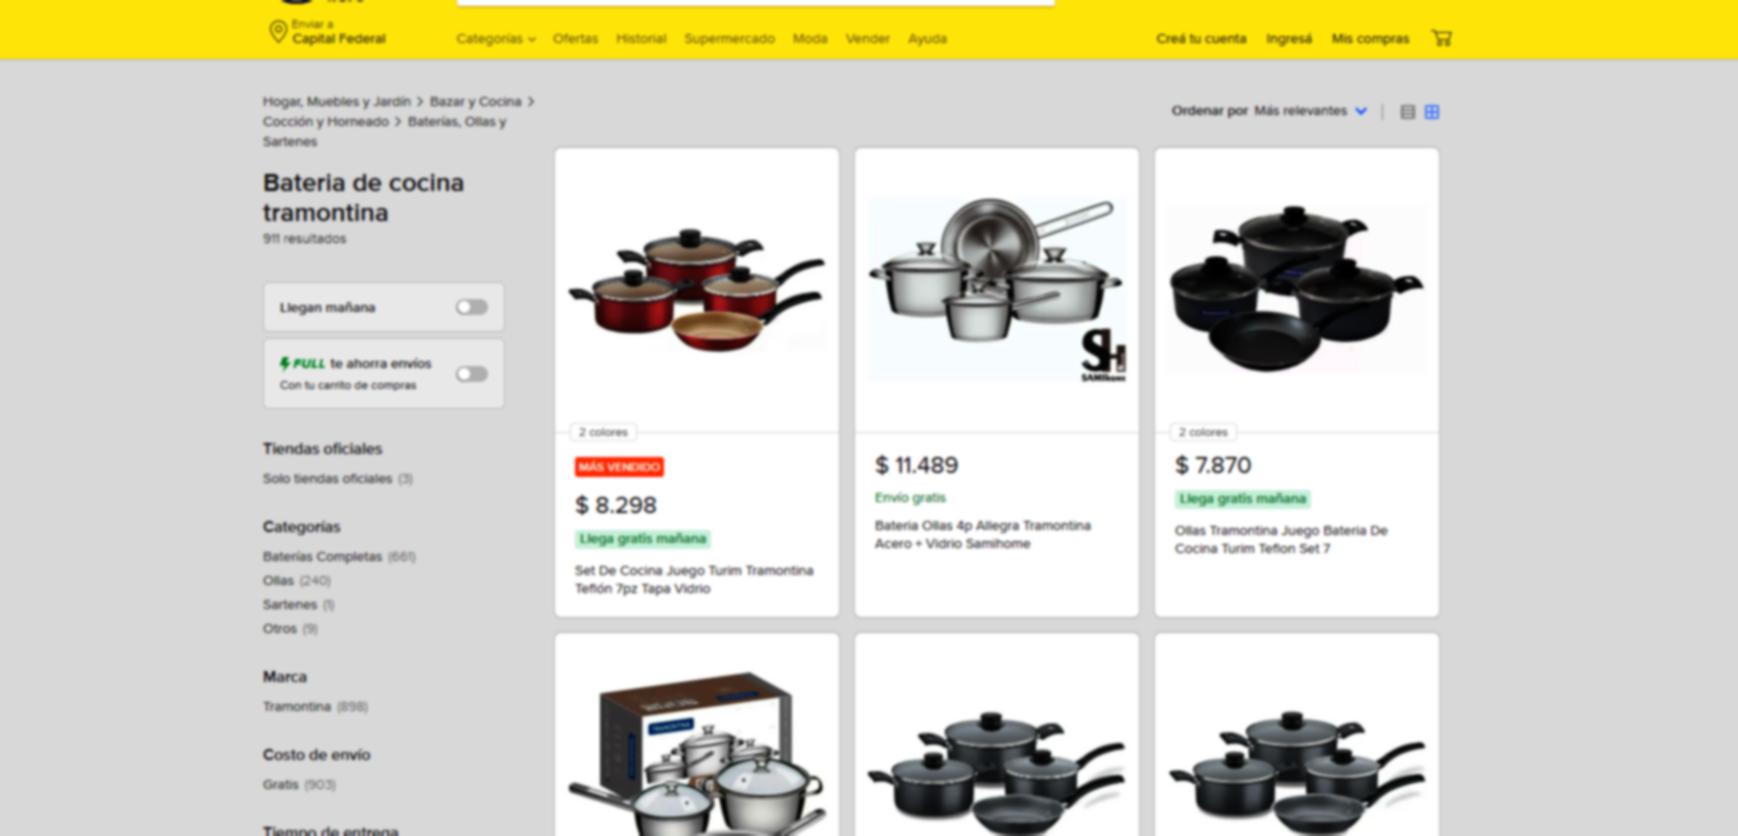 Enviar a
Capital Federal
Categorías
Ofertas
Historial
Supermercado
Moda
Vender
Ayuda
Creá tu cuenta
Ingresá
Mis compras
Hogar, Muebles y Jardín > Bazar y Cocina >
Cocción y Horneado > Baterías, Ollas y
Sartenes
Ordenar por Más relevantes
Bateria de cocina
tramontina
911 resultados
Llegan mañana
FULL te ahorra envíos
Con tu carrito de compras
Tiendas oficiales
Solo tiendas oficiales (3)
Categorías
Baterías Completas (661)
Ollas (240)
Sartenes (1)
Otros (9)
Marca
Tramontina (898)
Costo de envío
Gratis (903)
Tiempo de entrega
2 colores
MÁS VENDIDO
$ 8.298
Llega gratis mañana
Set De Cocina Juego Turim Tramontina
Teflón 7pz Tapa Vidrio
SH
SAMIhome
$ 11.489
Envío gratis
Bateria Ollas 4p Allegra Tramontina
Acero + Vidrio Samihome
2 colores
$ 7.870
Llega gratis mañana
Ollas Tramontina Juego Bateria De
Cocina Turim Teflon Set 7
TRAMONTINA